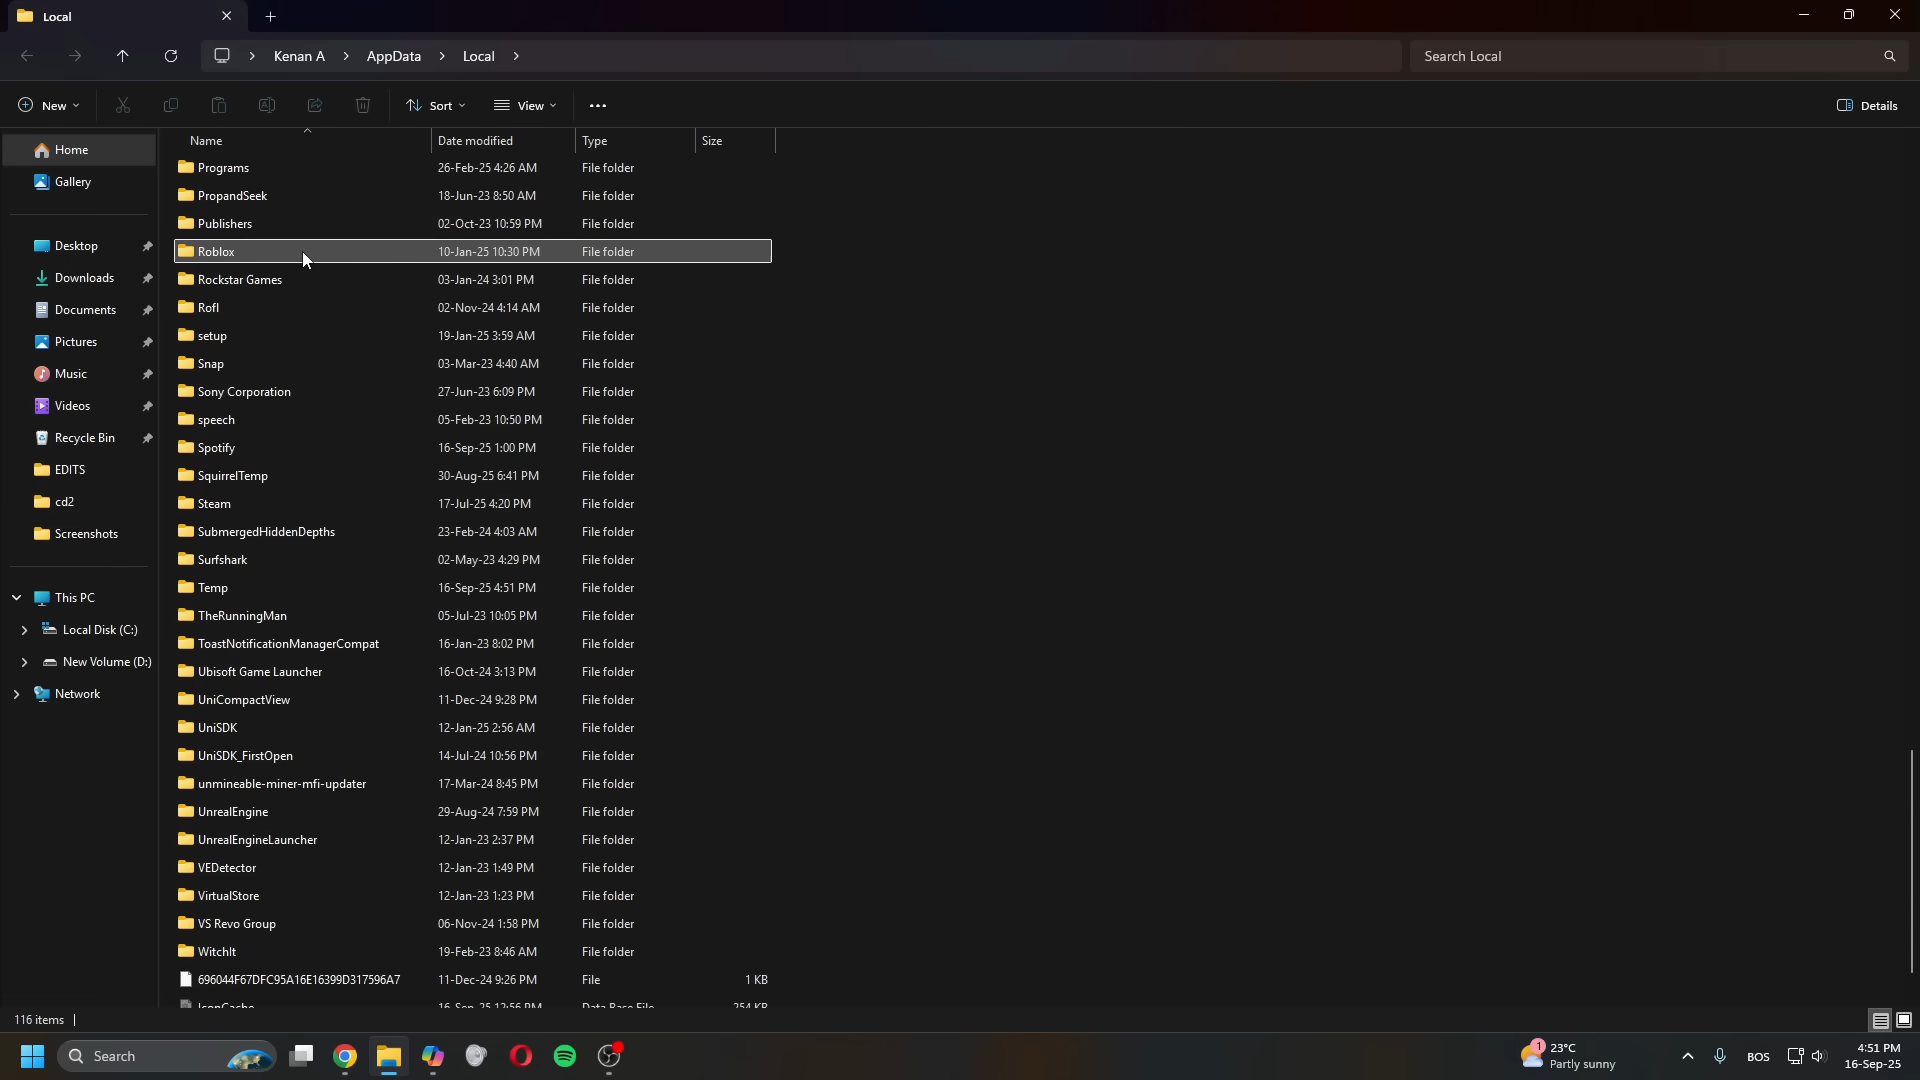 Local
Kenan A > AppData > Local >
Search Local
New
Sort
View
Details
Name Date modified Type Size
Home
Gallery
Desktop
Downloads
Documents
Pictures
Music
Videos
Recycle Bin
EDITS
cd2
Screenshots
This PC
Local Disk (C:)
New Volume (D:)
Network
Programs 26-Feb-25 4:26 AM File folder
PropandSeek 18-Jun-23 8:50 AM File folder
Publishers 02-Oct-23 10:59 PM File folder
Roblox 10-Jan-25 10:30 PM File folder
Rockstar Games 03-Jan-24 3:01 PM File folder
Rofl 02-Nov-24 4:14 AM File folder
setup 19-Jan-25 3:59 AM File folder
Snap 03-Mar-23 4:40 AM File folder
Sony Corporation 27-Jun-23 6:09 PM File folder
speech 05-Feb-23 10:50 PM File folder
Spotify 16-Sep-25 1:00 PM File folder
SquirrelTemp 30-Aug-25 6:41 PM File folder
Steam 17-Jul-25 4:20 PM File folder
SubmergedHiddenDepths 23-Feb-24 4:03 AM File folder
Surfshark 02-May-23 4:29 PM File folder
Temp 16-Sep-25 4:51 PM File folder
TheRunningMan 05-Jul-23 10:05 PM File folder
ToastNotificationManagerCompat 16-Jan-23 8:02 PM File folder
Ubisoft Game Launcher 16-Oct-24 3:13 PM File folder
UniCompactView 11-Dec-24 9:28 PM File folder
UniSDK 12-Jan-25 2:56 AM File folder
UniSDK_FirstOpen 14-Jul-24 10:56 PM File folder
unmineable-miner-mfi-updater 17-Mar-24 8:45 PM File folder
UnrealEngine 29-Aug-24 7:59 PM File folder
UnrealEngineLauncher 12-Jan-23 2:37 PM File folder
VEDetector 12-Jan-23 1:49 PM File folder
VirtualStore 12-Jan-23 1:23 PM File folder
VS Revo Group 06-Nov-24 1:58 PM File folder
WitchIt 19-Feb-23 8:46 AM File folder
696044F67DFC95A16E16399D317596A7 11-Dec-24 9:26 PM File 1 KB
IconCache 16-Sep-25 12:56 PM Data Base File 254 KB
116 items
Search
1
23°C
Partly sunny
BOS
4:51 PM
16-Sep-25